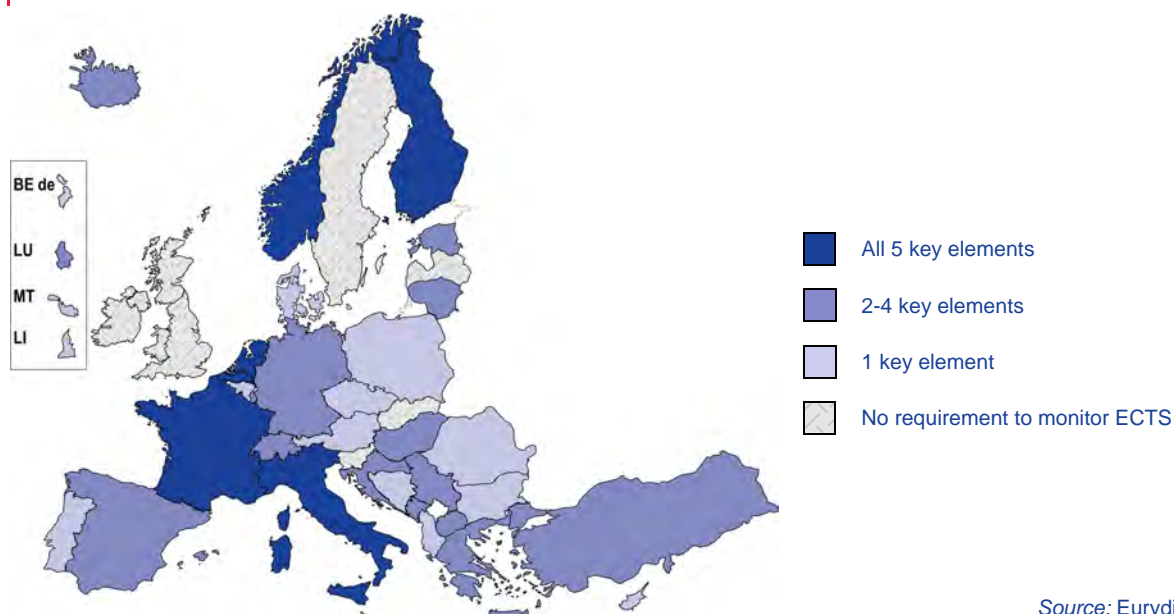 BE de
LU
MT
LI
All 5 key elements
2-4 key elements
1 key element
No requirement to monitor ECTS
Source: Eurydi